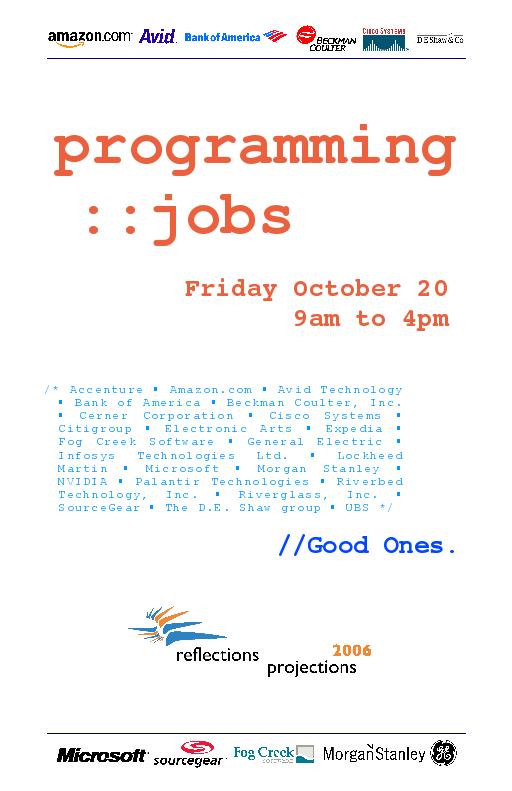 amazon.com Avid Bank of America BECKMAN COULTER CISCO SYSTEMS D E Shaw & Co
programming
::jobs
Friday October 20
9am to 4pm
/* Accenture ▪ Amazon.com ▪ Avid Technology
▪ Bank of America ▪ Beckman Coulter, Inc.
▪ Cerner Corporation ▪ Cisco Systems ▪
Citigroup ▪ Electronic Arts ▪ Expedia ▪
Fog Creek Software ▪ General Electric ▪
Infosys Technologies Ltd. ▪ Lockheed
Martin ▪ Microsoft ▪ Morgan Stanley ▪
NVIDIA ▪ Palantir Technologies ▪ Riverbed
Technology, Inc. ▪ Riverglass, Inc. ▪
SourceGear ▪ The D.E. Shaw group ▪ UBS */
//Good Ones.
reflections 2006
projections
Microsoft sourcegear Fog Creek SOFTWARE Morgan Stanley GE